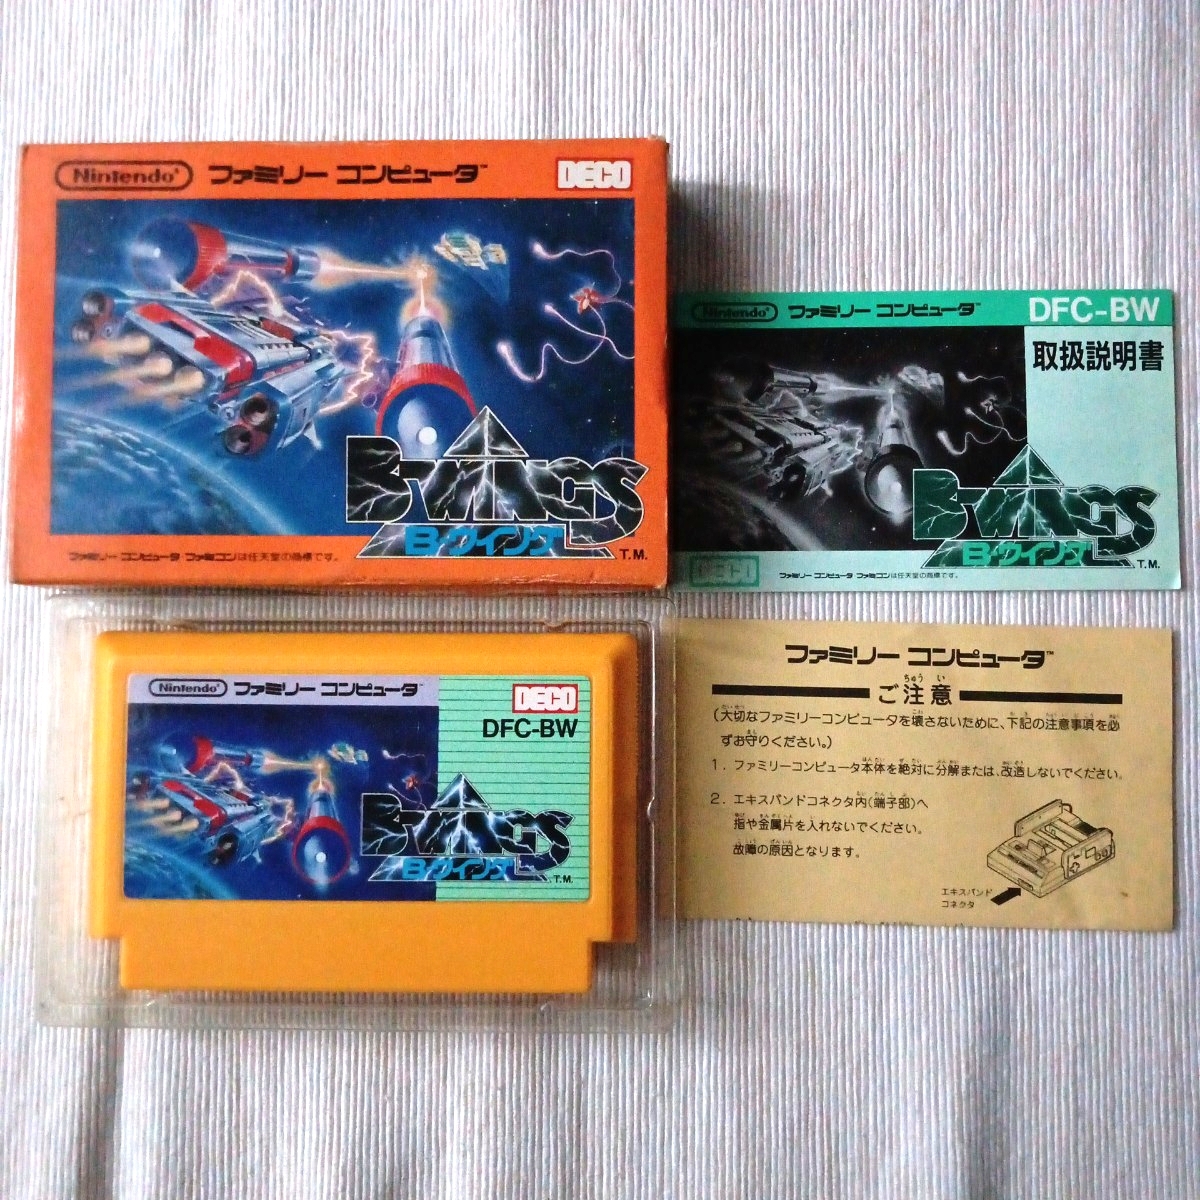 Nintendo® ファミリー コンピュータ™ DECO
B-WINGS
B・ウイング
T.M.
ファミリー コンピュータ ファミコンは任天堂の商標です。
Nintendo® ファミリー コンピュータ™ DFC-BW
取扱説明書
B-WINGS
B・ウイング
T.M.
DECO
ファミリー コンピュータ ファミコンは任天堂の商標です。
Nintendo® ファミリー コンピュータ™ DECO
DFC-BW
B-WINGS
B・ウイング
T.M.
ファミリー コンピュータ™
ご注意
(大切なファミリーコンピュータを壊さないために、下記の注意事項を必
ずお守りください。)
1. ファミリーコンピュータ本体を絶対に分解または、改造しないでください。
2. エキスパンドコネクタ内(端子部)へ
指や金属片を入れないでください。
故障の原因となります。
エキスパンド
コネクタ